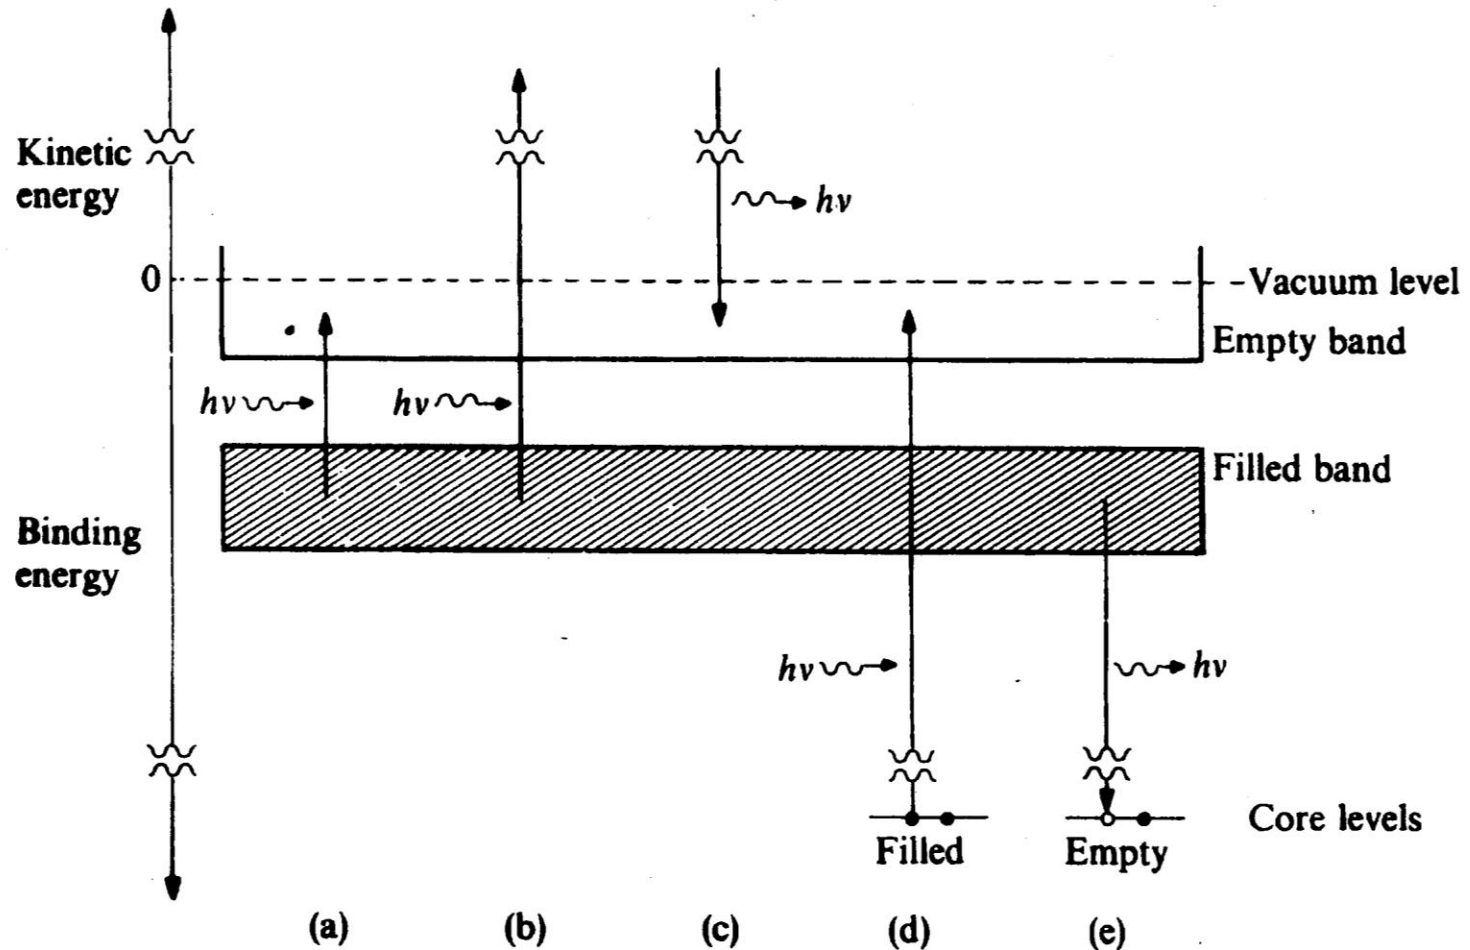 Kinetic
energy
hν
0
Vacuum level
Empty band
hν
hν
Filled band
Binding
energy
hν
hν
Filled
Empty
Core levels
(a)
(b)
(c)
(d)
(e)